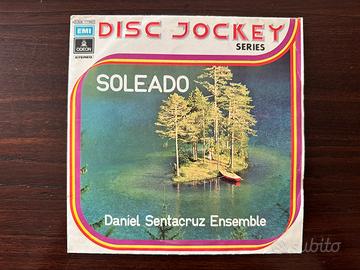 EMI
DISC JOCKEY
SERIES
ODEON
STEREO
SOLEADO
Daniel Sentacruz Ensemble
subito